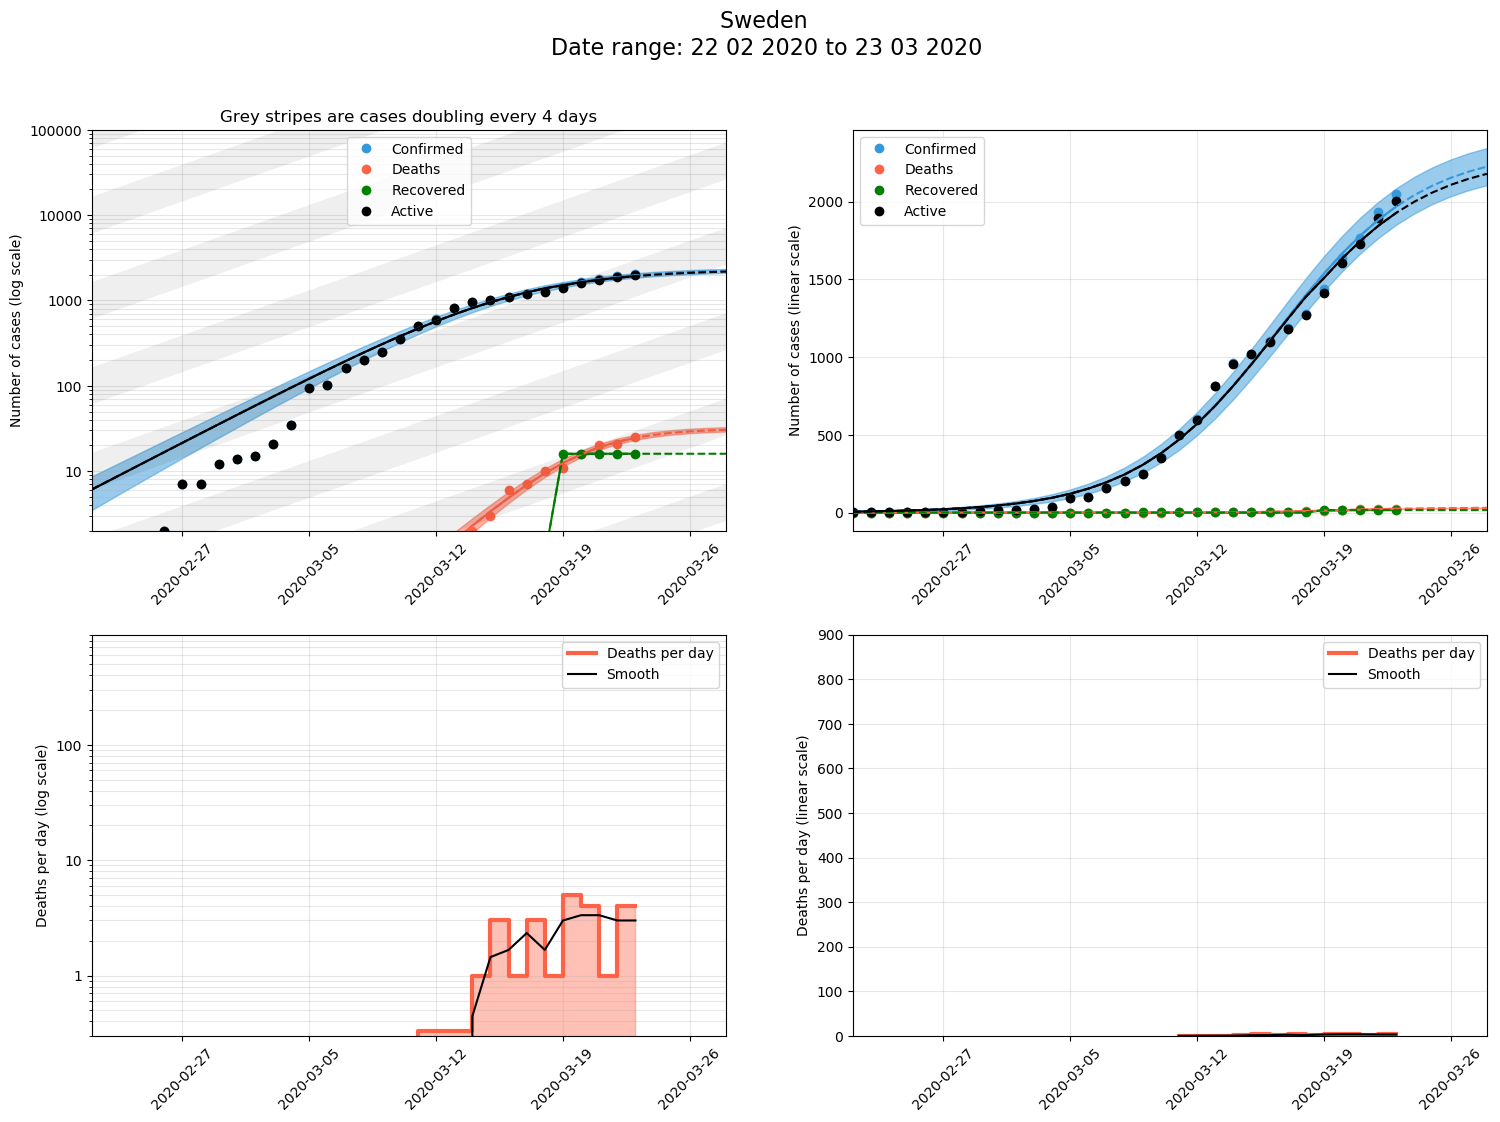 Sweden
Date range: 22 02 2020 to 23 03 2020
Grey stripes are cases doubling every 4 days
Number of cases (log scale)
100000
10000
1000
100
10
Confirmed
Deaths
Recovered
Active
2020-02-27
2020-03-05
2020-03-12
2020-03-19
2020-03-26
Number of cases (linear scale)
2000
1500
1000
500
0
Confirmed
Deaths
Recovered
Active
2020-02-27
2020-03-05
2020-03-12
2020-03-19
2020-03-26
Deaths per day (log scale)
100
10
1
Deaths per day
Smooth
2020-02-27
2020-03-05
2020-03-12
2020-03-19
2020-03-26
Deaths per day (linear scale)
900
800
700
600
500
400
300
200
100
0
Deaths per day
Smooth
2020-02-27
2020-03-05
2020-03-12
2020-03-19
2020-03-26